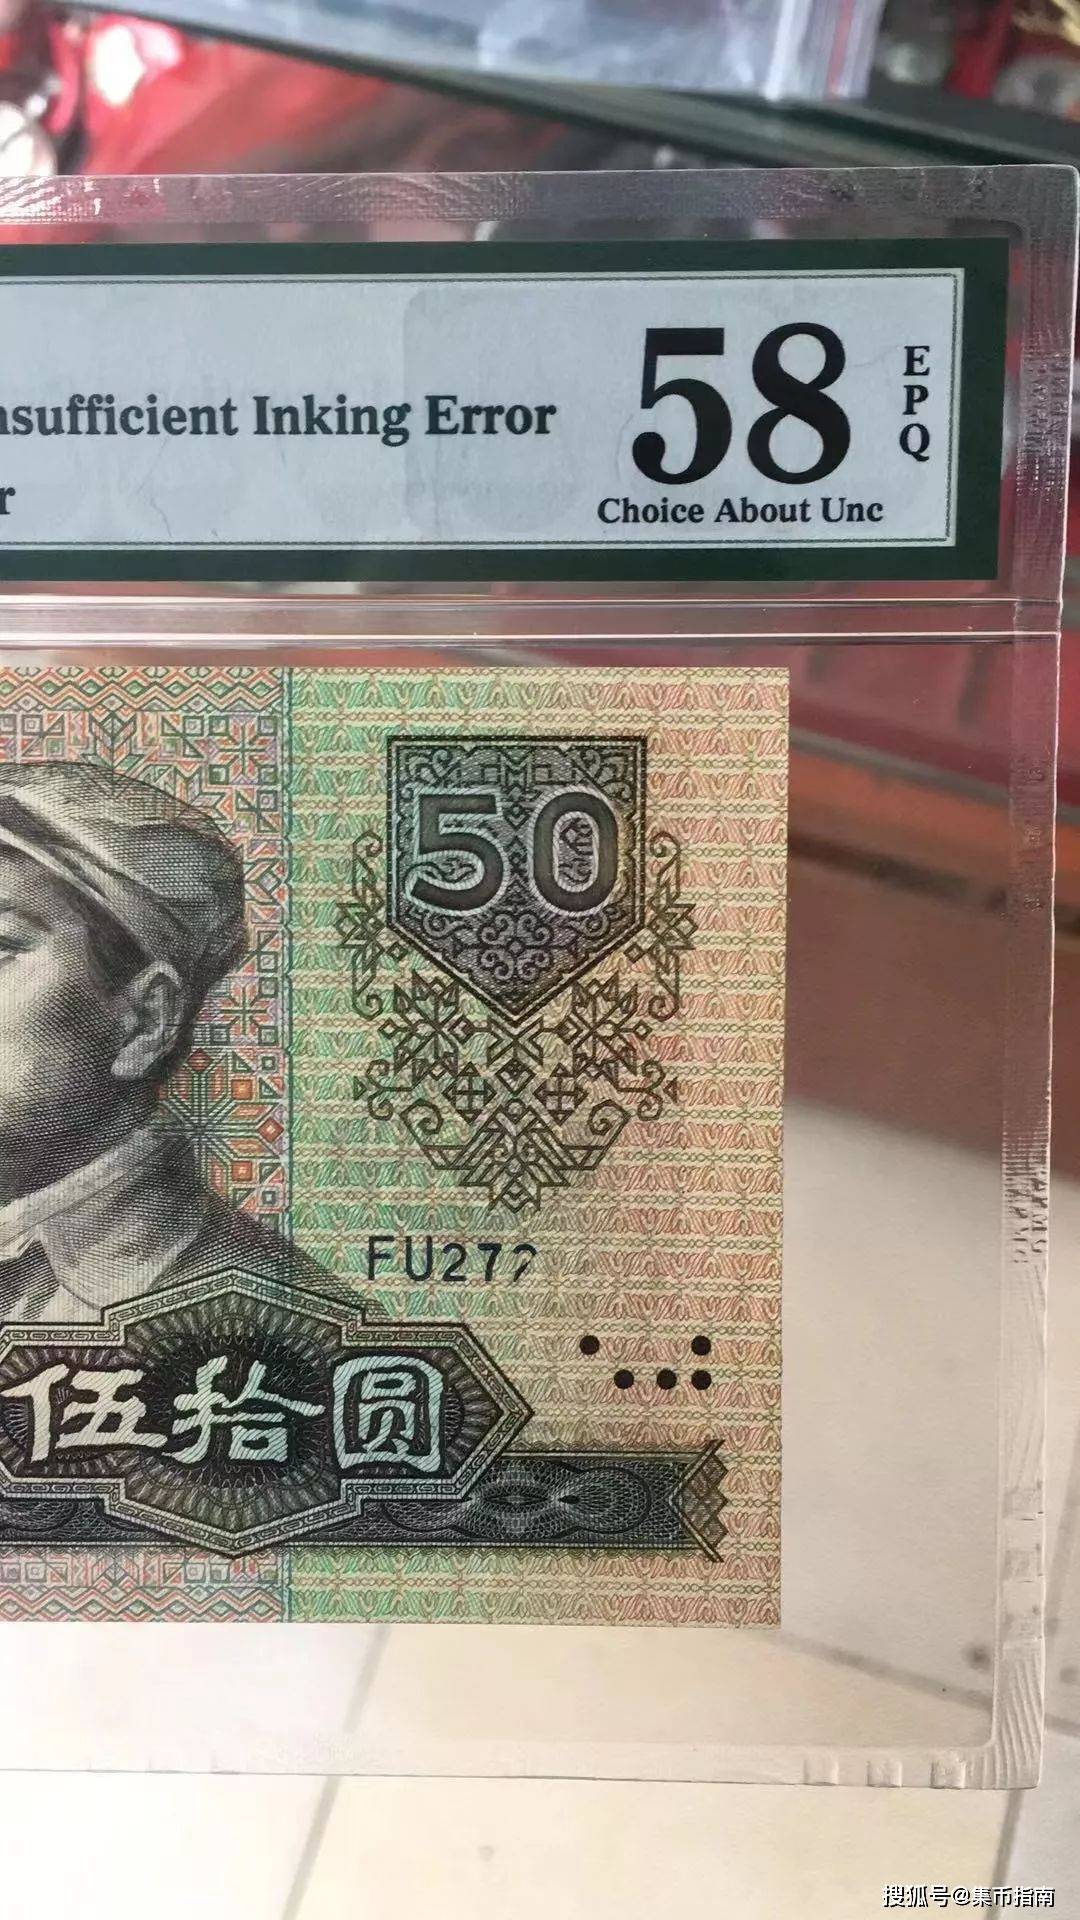 nsufficient Inking Error
r
58
EPQ
Choice About Unc
50
FU272
伍拾圆
搜狐号@集币指南